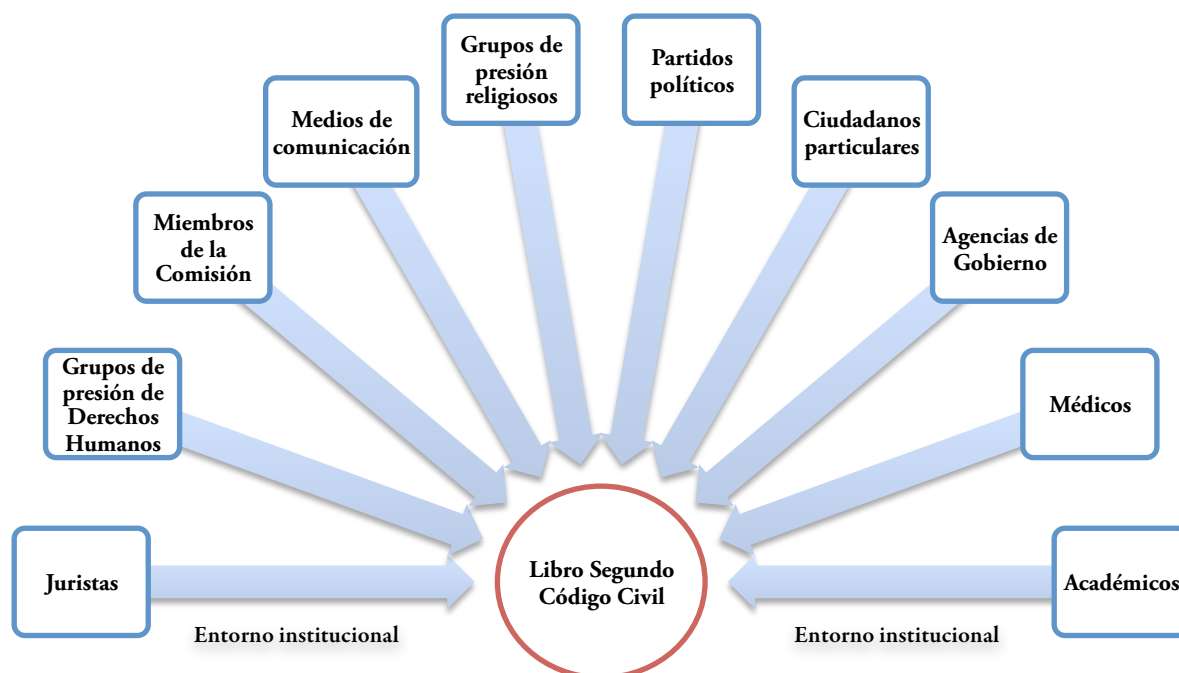 Grupos de
presión
religiosos
Partidos
políticos
Medios de
comunicación
Ciudadanos
particulares
Miembros
de la
Comisión
Agencias de
Gobierno
Grupos de
presión de
Derechos
Humanos
Médicos
Juristas
Libro Segundo
Código Civil
Académicos
Entorno institucional
Entorno institucional